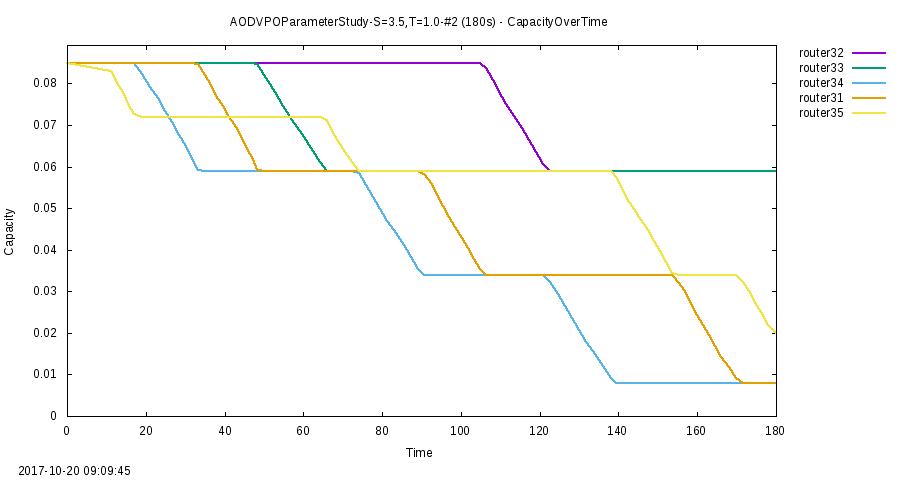 AODVPOParameterStudy-S=3.5,T=1.0-#2 (180s) - CapacityOverTime
router32
router33
router34
router31
router35
0.08
0.07
0.06
0.05
0.04
0.03
0.02
0.01
0
Capacity
0 20 40 60 80 100 120 140 160 180
Time
2017-10-20 09:09:45